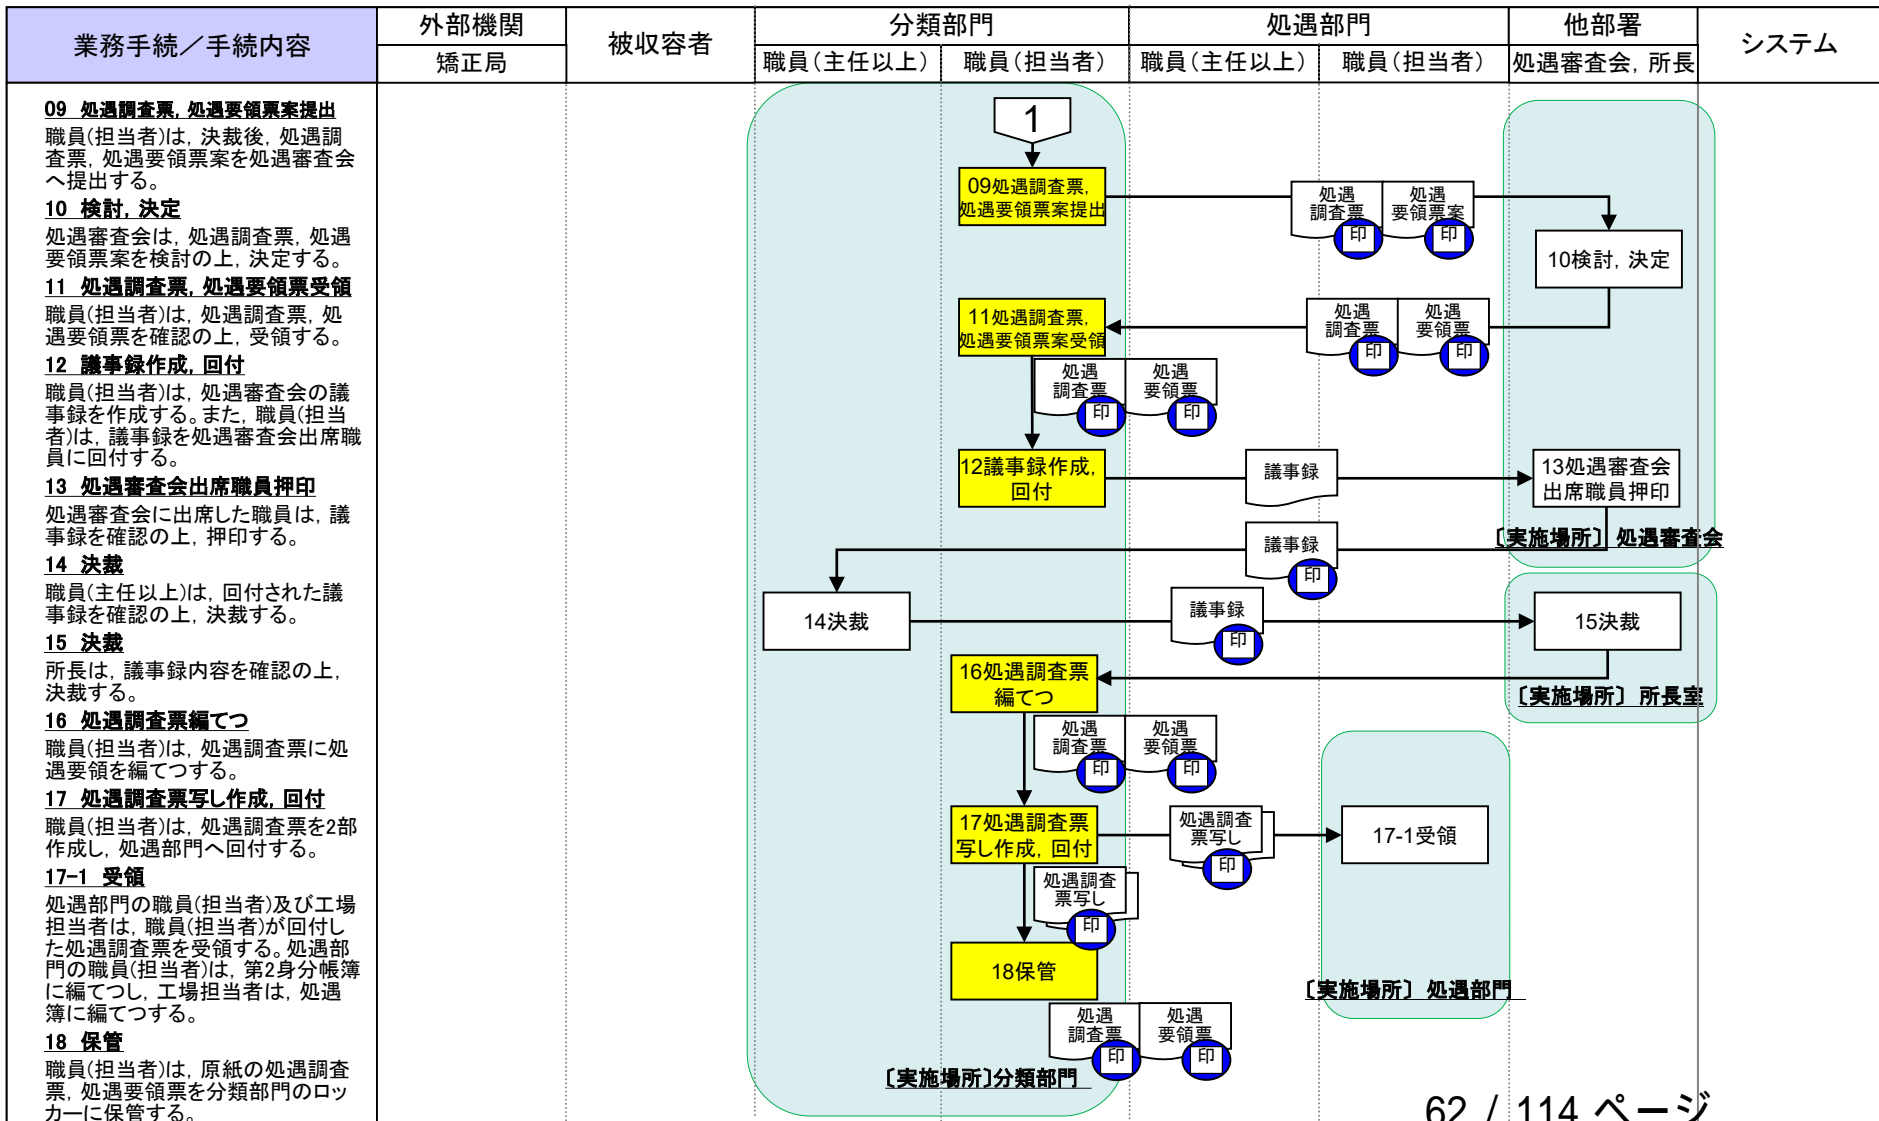 業務手続／手続内容
外部機関
矯正局
被収容者
分類部門
職員（主任以上）
職員（担当者）
処遇部門
職員（主任以上）
職員（担当者）
他部署
処遇審査会，所長
システム
09 処遇調査票，処遇要領票案提出
職員(担当者)は，決裁後，処遇調
査票，処遇要領票案を処遇審査会
へ提出する。
10 検討，決定
処遇審査会は，処遇調査票，処遇
要領票案を検討の上，決定する。
11 処遇調査票，処遇要領票受領
職員(担当者)は，処遇調査票，処
遇要領票を確認の上，受領する。
12 議事録作成，回付
職員(担当者)は，処遇審査会の議
事録を作成する。また，職員(担当
者)は，議事録を処遇審査会出席職
員に回付する。
13 処遇審査会出席職員押印
処遇審査会に出席した職員は，議
事録を確認の上，押印する。
14 決裁
職員(主任以上)は，回付された議
事録を確認の上，決裁する。
15 決裁
所長は，議事録内容を確認の上，
決裁する。
16 処遇調査票編てつ
職員(担当者)は，処遇調査票に処
遇要領を編てつする。
17 処遇調査票写し作成，回付
職員(担当者)は，処遇調査票を2部
作成し，処遇部門へ回付する。
17-1 受領
処遇部門の職員(担当者)及び工場
担当者は，職員(担当者)が回付し
た処遇調査票を受領する。処遇部
門の職員(担当者)は，第2身分帳簿
に編てつし，工場担当者は，処遇
簿に編てつする。
18 保管
職員(担当者)は，原紙の処遇調査
票，処遇要領票を分類部門のロッ
カーに保管する。
1
09処遇調査票，
処遇要領票案提出
処遇
調査票
印
処遇
要領票案
印
10検討，決定
11処遇調査票，
処遇要領票案受領
処遇
調査票
印
処遇
要領票
印
処遇
調査票
印
処遇
要領票
印
12議事録作成，
回付
議事録
13処遇審査会
出席職員押印
〔実施場所〕 処遇審査会
議事録
印
14決裁
議事録
印
15決裁
〔実施場所〕 所長室
16処遇調査票
編てつ
処遇
調査票
印
処遇
要領票
印
17処遇調査票
写し作成，回付
処遇調査
票写し
印
17-1受領
処遇調査
票写し
印
18保管
〔実施場所〕 処遇部門
処遇
調査票
印
処遇
要領票
印
〔実施場所〕分類部門
62 / 114 ページ